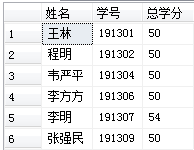 姓名 学号 总学分
1 王林 191301 50
2 程明 191302 50
3 韦严平 191304 50
4 李方方 191306 50
5 李明 191307 54
6 张强民 191309 50